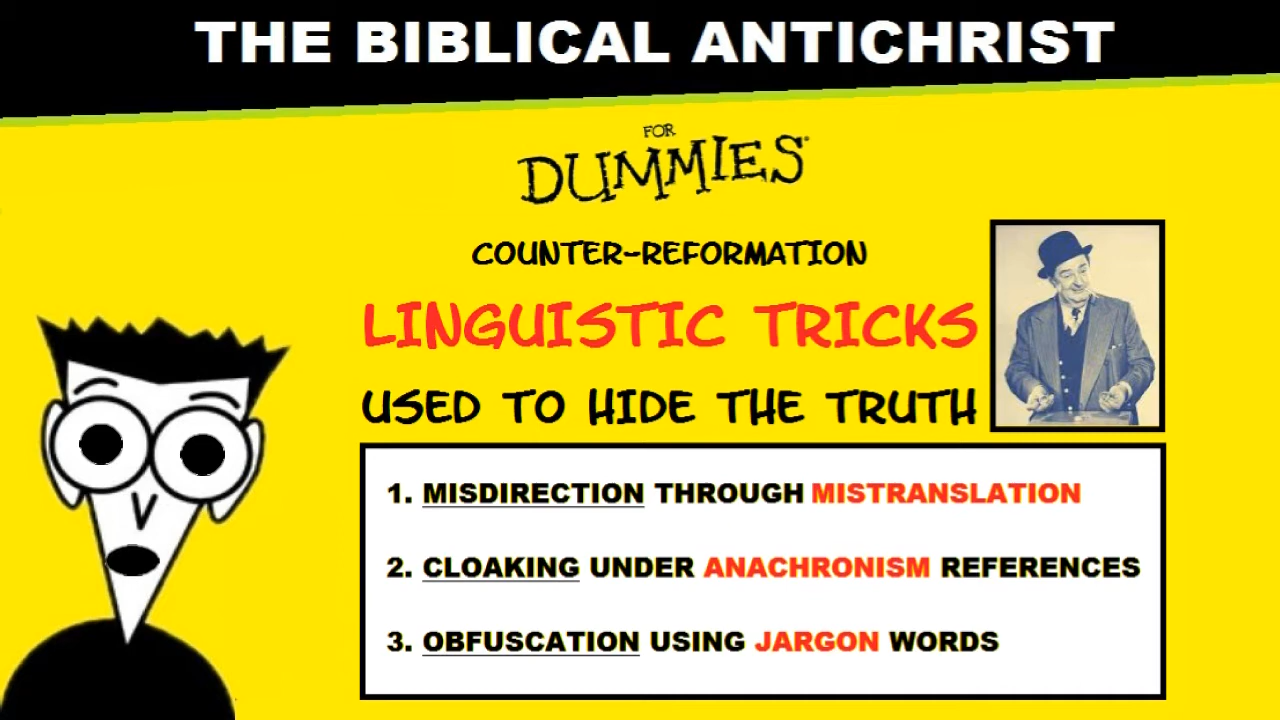 THE BIBLICAL ANTICHRIST
FOR
DUMMIES®
COUNTER-REFORMATION
LINGUISTIC TRICKS
USED TO HIDE THE TRUTH
1. MISDIRECTION THROUGH MISTRANSLATION
2. CLOAKING UNDER ANACHRONISM REFERENCES
3. OBFUSCATION USING JARGON WORDS